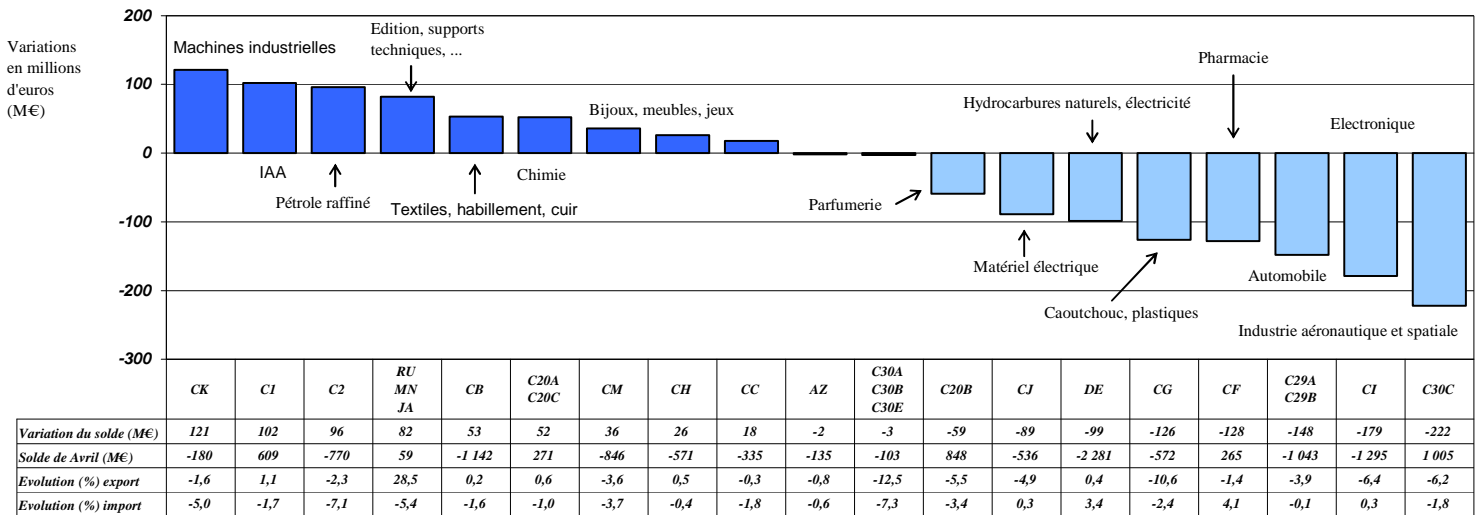 Variations
en millions
d'euros
(M€)
200
100
0
-100
-200
-300
Machines industrielles
Edition, supports
techniques, ...
IAA
Pétrole raffiné
Textiles, habillement, cuir
Chimie
Bijoux, meubles, jeux
Parfumerie
Matériel électrique
Hydrocarbures naturels, électricité
Caoutchouc, plastiques
Pharmacie
Automobile
Electronique
Industrie aéronautique et spatiale
CK C1 C2 RU MN JA CB C20A C20C CM CH CC AZ C30A C30B C30E C20B CJ DE CG CF C29A C29B CI C30C
Variation du solde (M€) 121 102 96 82 53 52 36 26 18 -2 -3 -59 -89 -99 -126 -128 -148 -179 -222
Solde de Avril (M€) -180 609 -770 59 -1 142 271 -846 -571 -335 -135 -103 848 -536 -2 281 -572 265 -1 043 -1 295 1 005
Evolution (%) export -1,6 1,1 -2,3 28,5 0,2 0,6 -3,6 0,5 -0,3 -0,8 -12,5 -5,5 -4,9 0,4 -10,6 -1,4 -3,9 -6,4 -6,2
Evolution (%) import -5,0 -1,7 -7,1 -5,4 -1,6 -1,0 -3,7 -0,4 -1,8 -0,6 -7,3 -3,4 0,3 3,4 -2,4 4,1 -0,1 0,3 -1,8